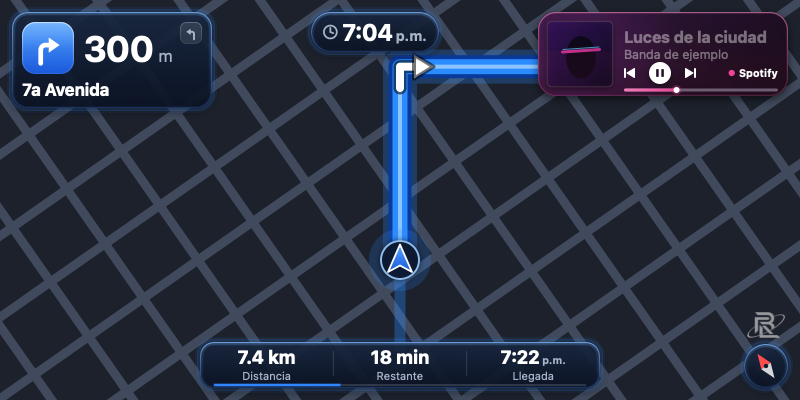 300 m
7a Avenida
7:04 p.m.
Luces de la ciudad
Banda de ejemplo
Spotify
7.4 km
Distancia
18 min
Restante
7:22 p.m.
Llegada